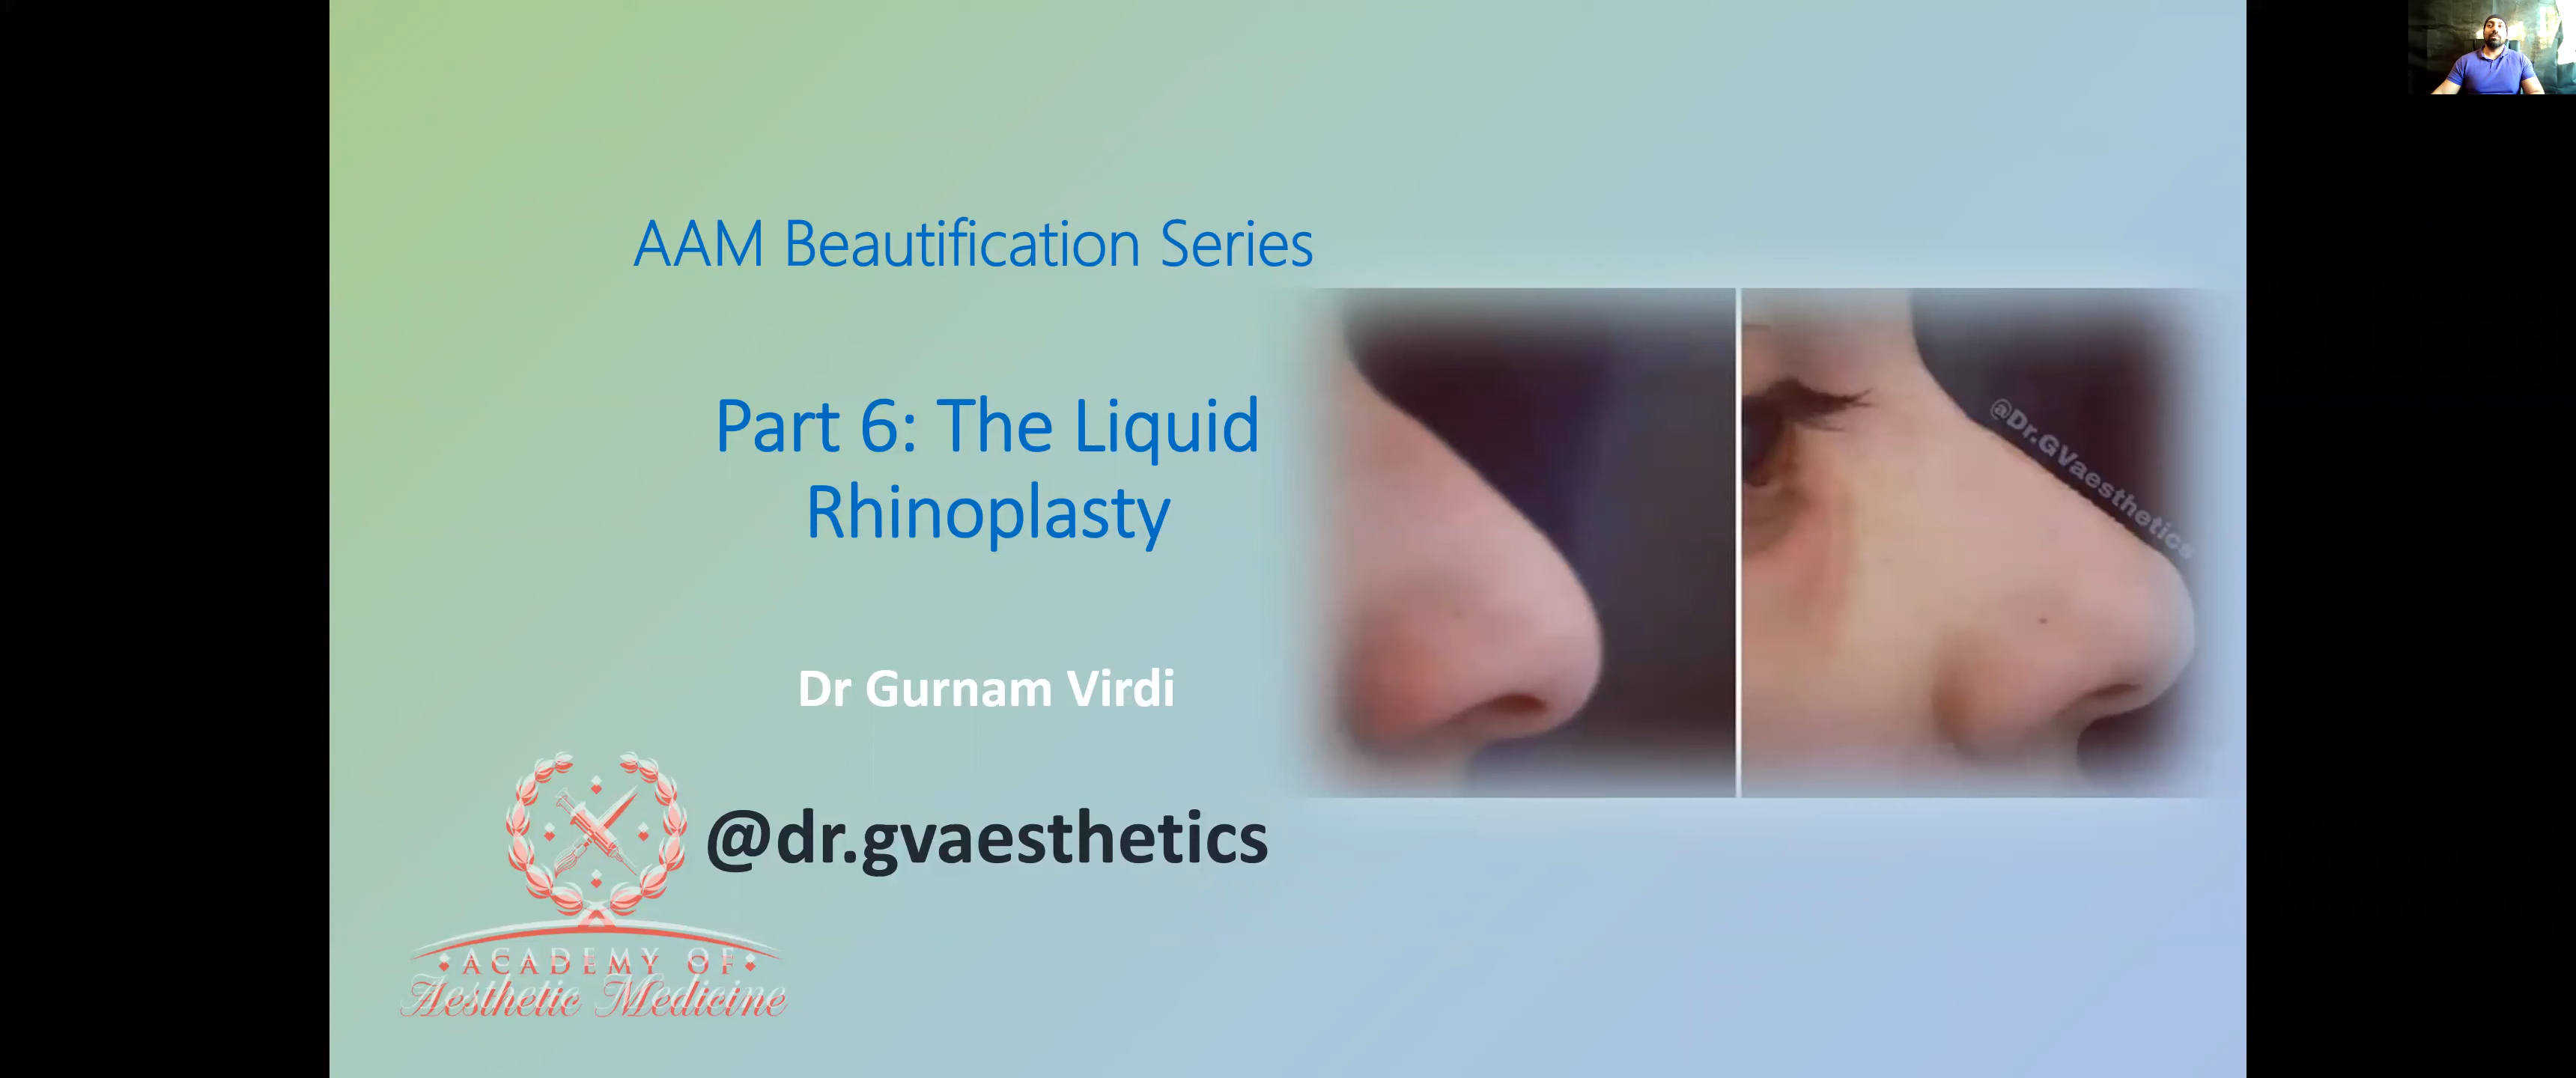 AAM Beautification Series
Part 6: The Liquid
Rhinoplasty
@Dr.GVaesthetics
Dr Gurnam Virdi
@dr.gvaesthetics
ACADEMY OF
Aesthetic Medicine